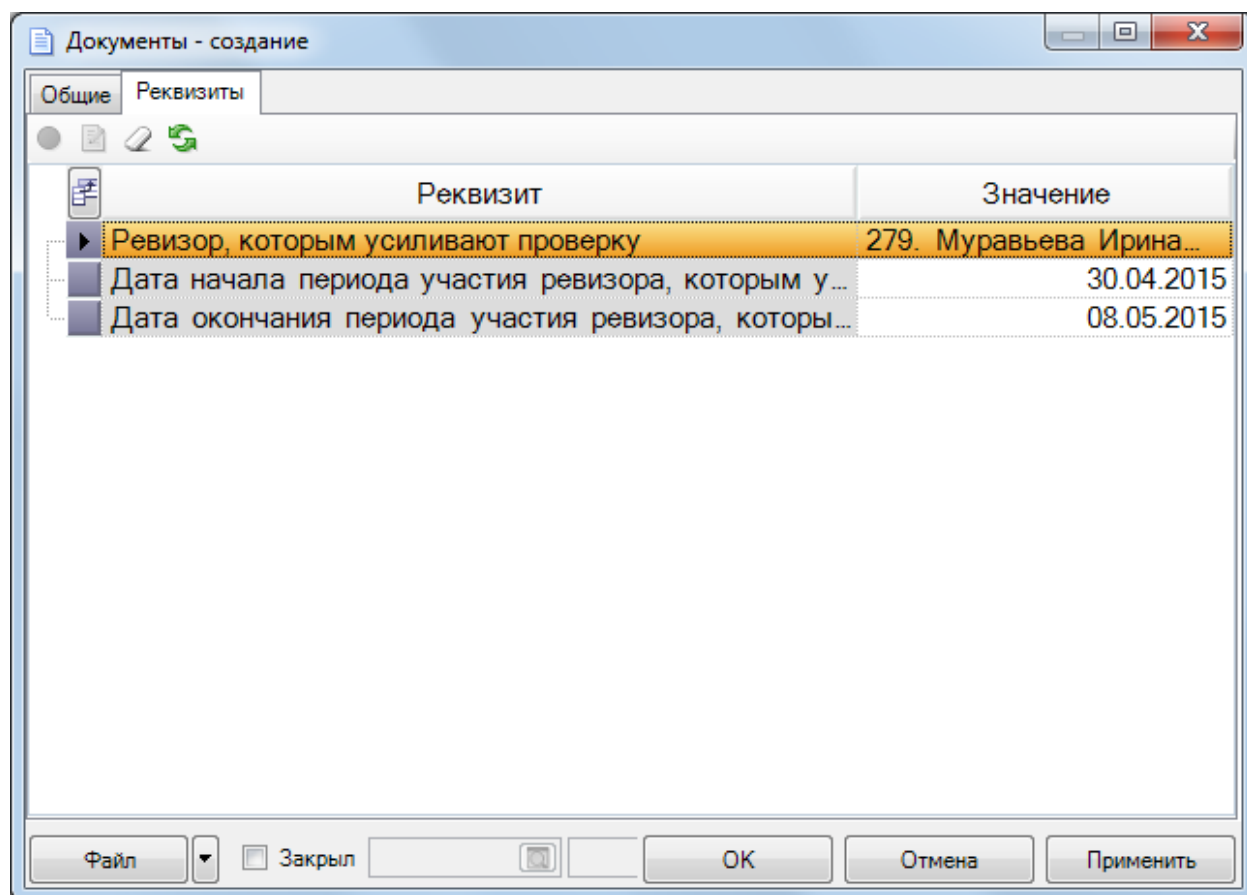 Документы - создание
Общие Реквизиты
Реквизит Значение
Ревизор, которым усиливают проверку 279. Муравьева Ирина...
Дата начала периода участия ревизора, которым у... 30.04.2015
Дата окончания периода участия ревизора, которы... 08.05.2015
Файл Закрыл ОК Отмена Применить